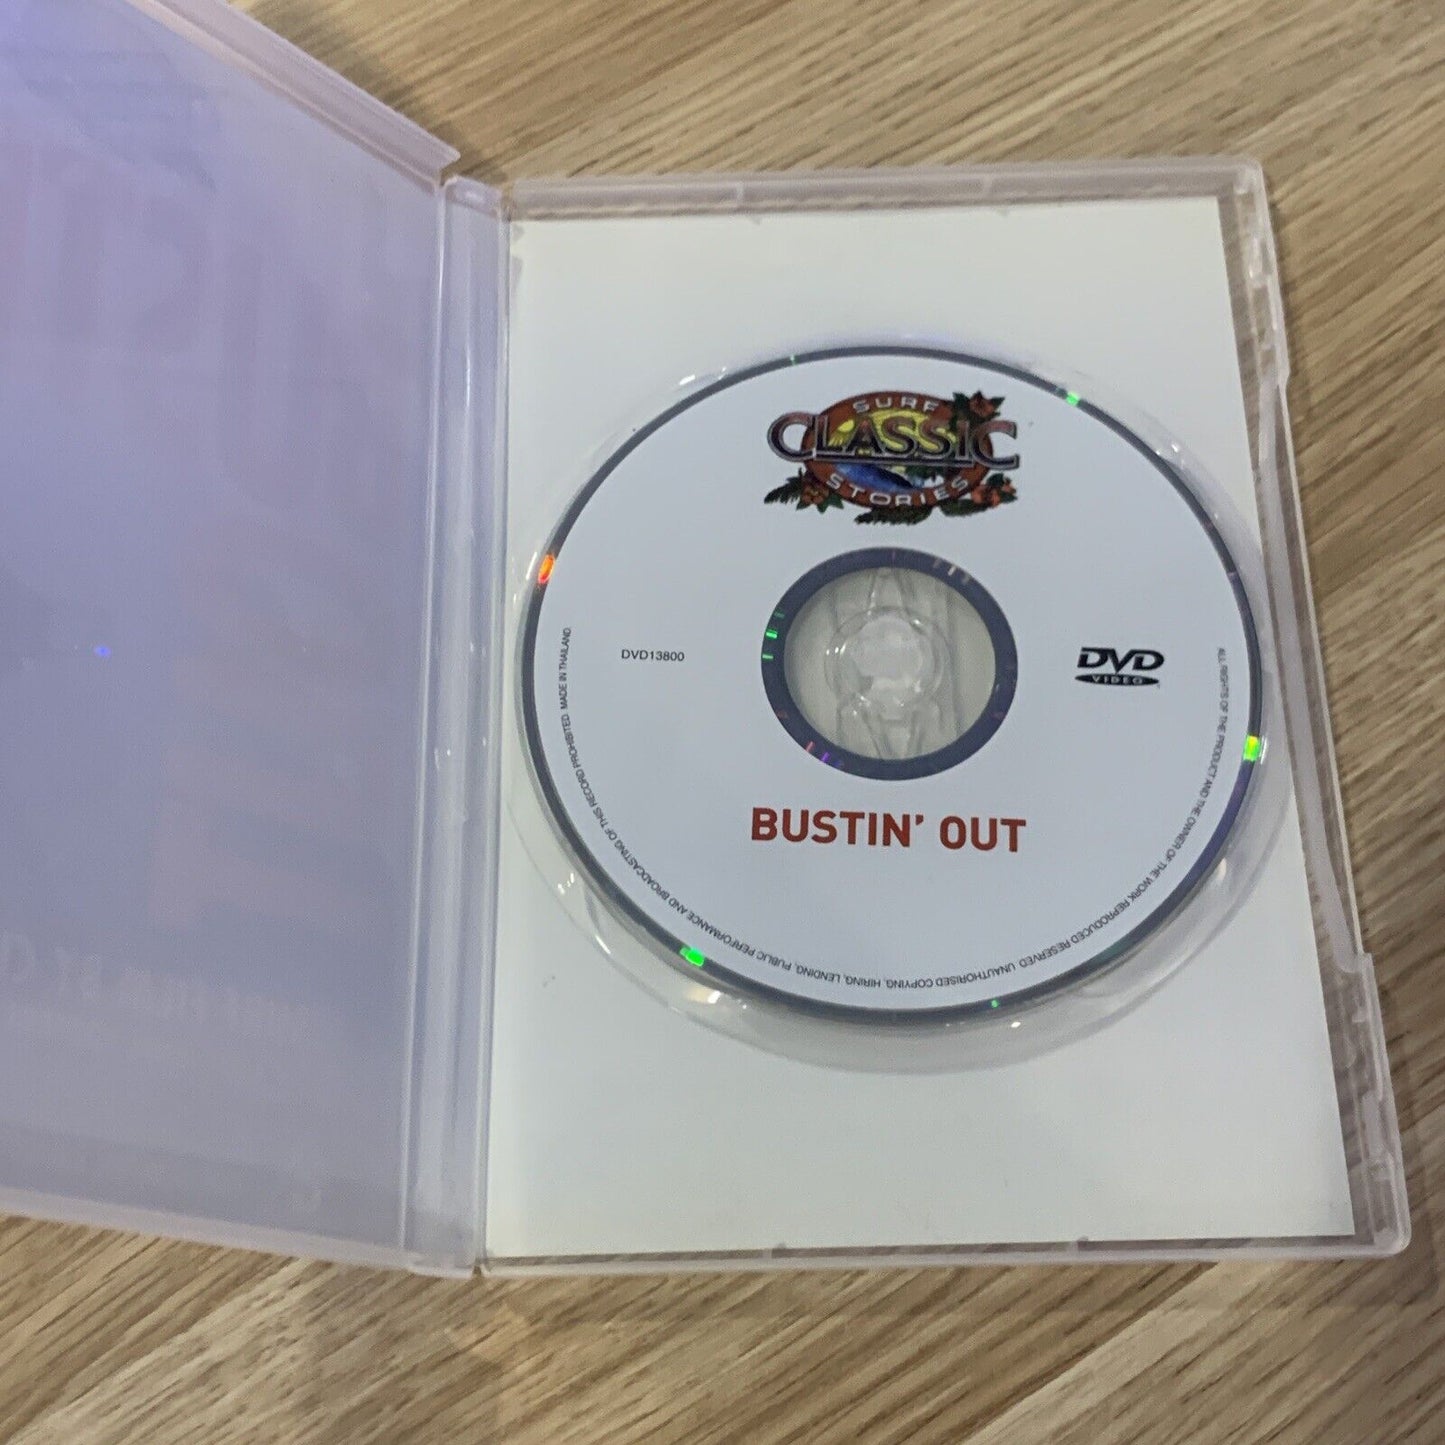 SURF
CLASSIC
STORIES
DVD13800
DVD
VIDEO
BUSTIN' OUT
ALL RIGHTS OF THE PRODUCT AND THE OWNER OF THE WORK REPRODUCED RESERVED. UNAUTHORISED COPYING, HIRING, LENDING, PUBLIC PERFORMANCE AND BROADCASTING OF THIS RECORD PROHIBITED. MADE IN THAILAND.